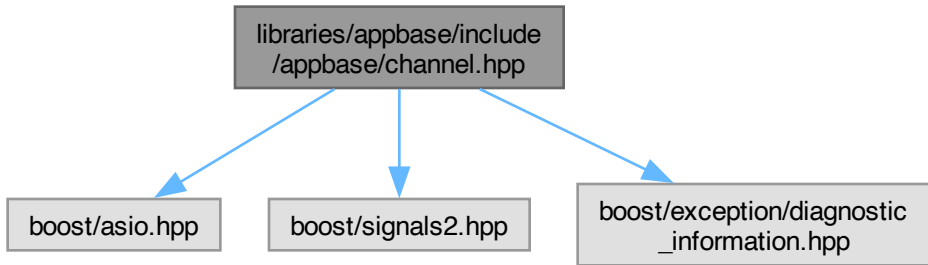 libraries/appbase/include
/appbase/channel.hpp
boost/asio.hpp
boost/signals2.hpp
boost/exception/diagnostic
_information.hpp